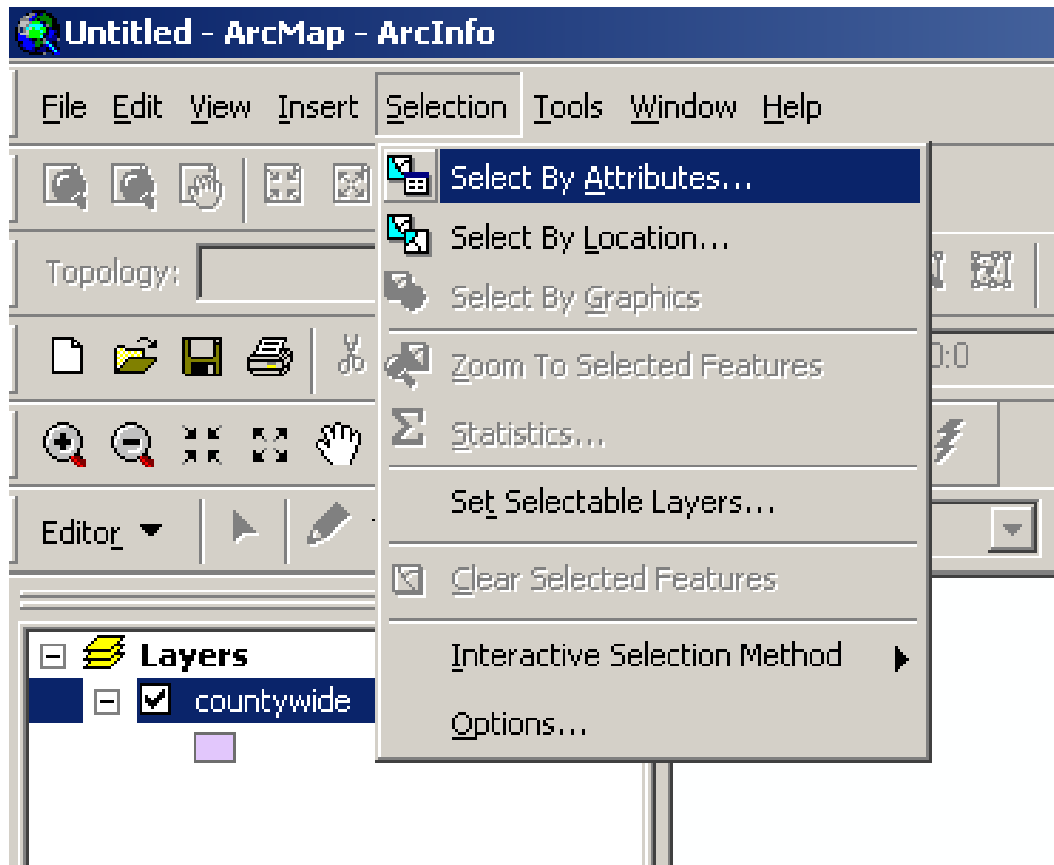 Untitled - ArcMap - ArcInfo
File Edit View Insert Selection Tools Window Help
Select By Attributes...
Select By Location...
Topology:
Select By Graphics
Zoom To Selected Features
0:0
Statistics...
Set Selectable Layers...
Editor
Clear Selected Features
Layers
Interactive Selection Method
countywide
Options...